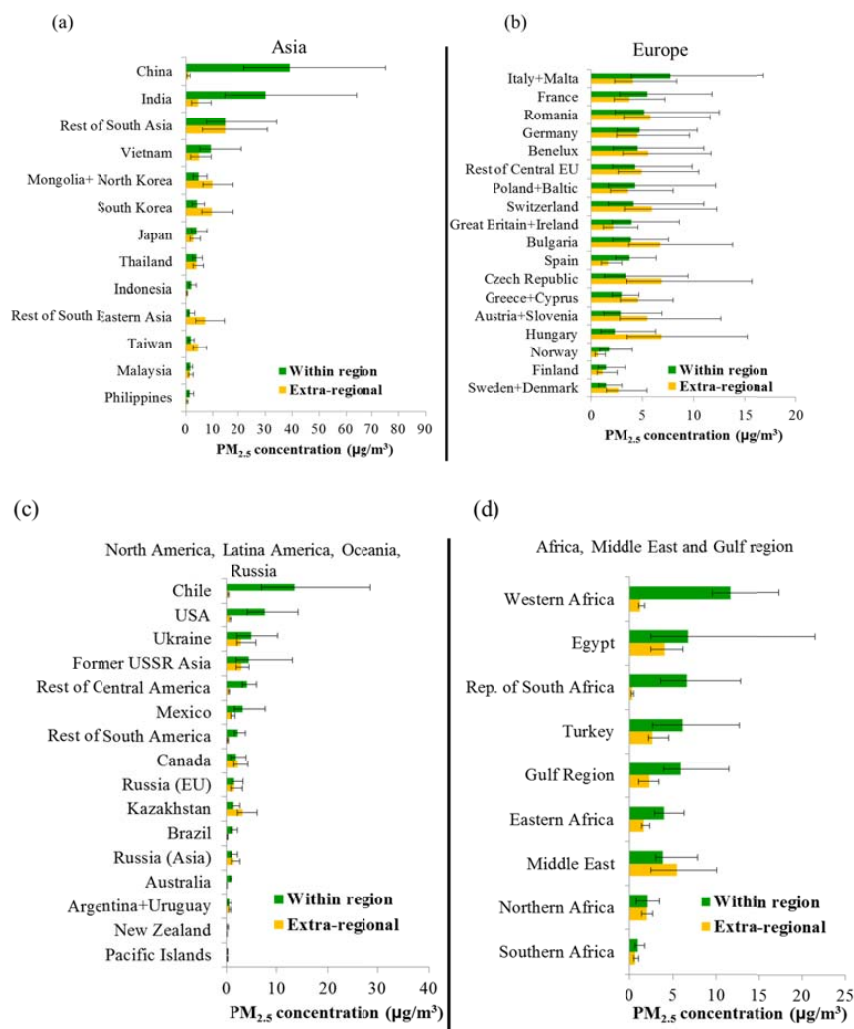 (a)
Asia
China
India
Rest of South Asia
Vietnam
Mongolia+ North Korea
South Korea
Japan
Thailand
Indonesia
Rest of South Eastern Asia
Taiwan
Malaysia
Philippines
Within region
Extra-regional
0 10 20 30 40 50 60 70 80 90
PM2.5 concentration (µg/m³)
(b)
Europe
Italy+Malta
France
Romania
Germany
Benelux
Rest of Central EU
Poland+Baltic
Switzerland
Great Britain+Ireland
Bulgaria
Spain
Czech Republic
Greece+Cyprus
Austria+Slovenia
Hungary
Norway
Finland
Sweden+Denmark
Within region
Extra-regional
0 5 10 15 20
PM2.5 concentration (µg/m³)
(c)
North America, Latina America, Oceania,
Russia
Chile
USA
Ukraine
Former USSR Asia
Rest of Central America
Mexico
Rest of South America
Canada
Russia (EU)
Kazakhstan
Brazil
Russia (Asia)
Australia
Argentina+Uruguay
New Zealand
Pacific Islands
Within region
Extra-regional
0 10 20 30 40
PM2.5 concentration (µg/m³)
(d)
Africa, Middle East and Gulf region
Western Africa
Egypt
Rep. of South Africa
Turkey
Gulf Region
Eastern Africa
Middle East
Northern Africa
Southern Africa
Within region
Extra-regional
0 5 10 15 20 25
PM2.5 concentration (µg/m³)